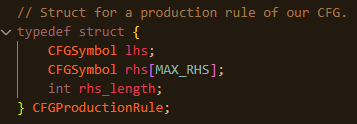 // Struct for a production rule of our CFG.
typedef struct {
    CFGSymbol lhs;
    CFGSymbol rhs[MAX_RHS];
    int rhs_length;
} CFGProductionRule;